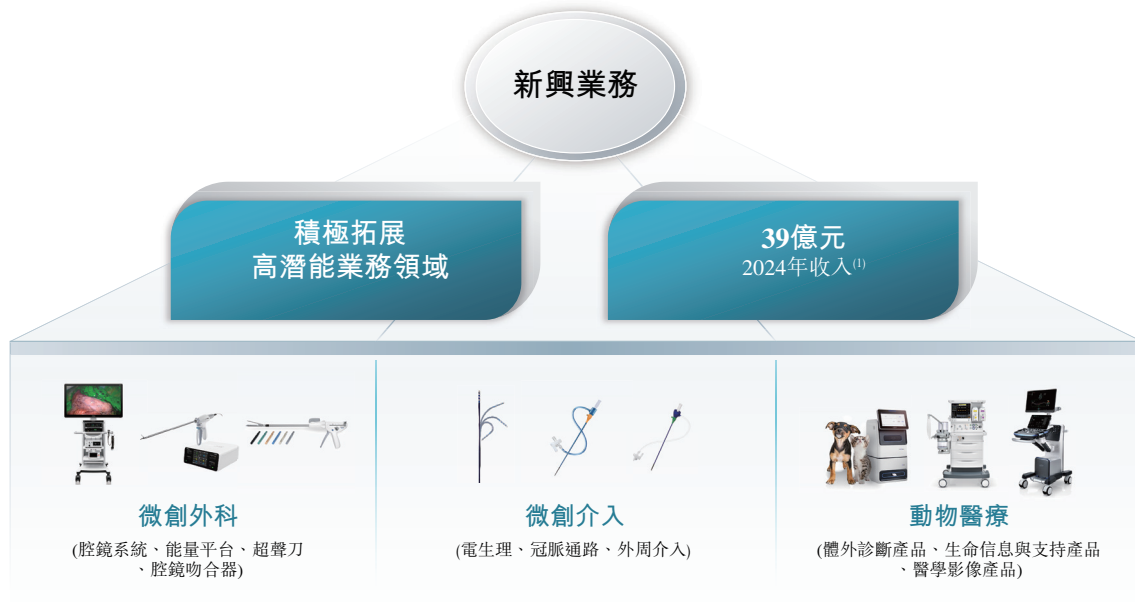 新興業務
積極拓展
高潛能業務領域
39億元
2024年收入(1)
微創外科
(腔鏡系統、能量平台、超聲刀
、腔鏡吻合器)
微創介入
(電生理、冠脈通路、外周介入)
動物醫療
(體外診斷產品、生命信息與支持產品
、醫學影像產品)